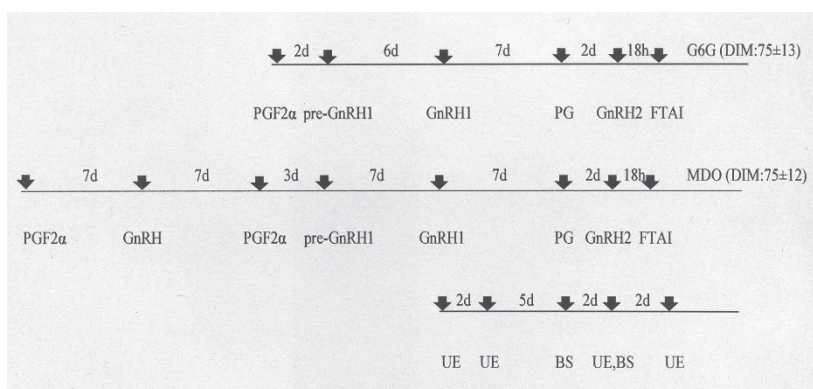 2d 6d 7d 2d 18h G6G (DIM:75±13)
PGF2α pre-GnRH1 GnRH1 PG GnRH2 FTAI
7d 7d 3d 7d 7d 2d 18h MDO (DIM:75±12)
PGF2α GnRH PGF2α pre-GnRH1 GnRH1 PG GnRH2 FTAI
2d 5d 2d 2d
UE UE BS UE,BS UE